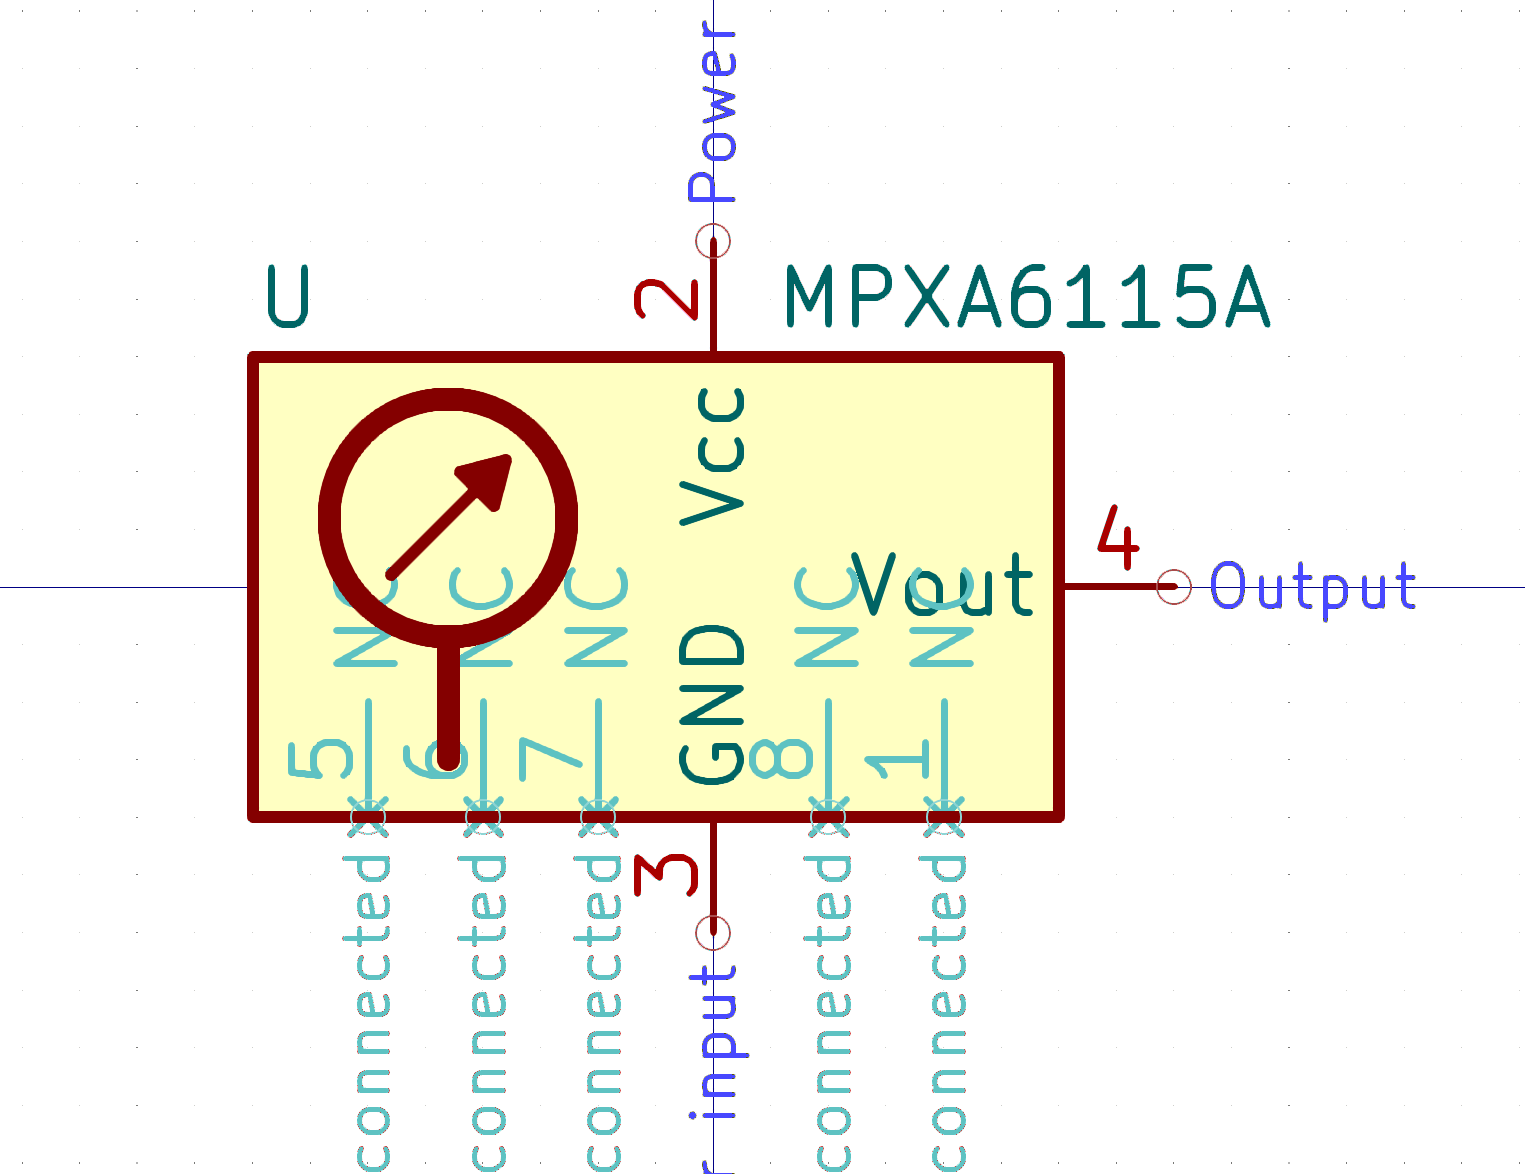 Power
U
2
MPXA6115A
Vcc
4
Vout
Output
NC
NC
NC
NC
NC
GND
5
6
7
8
1
3
connected
connected
connected
connected
connected
r input